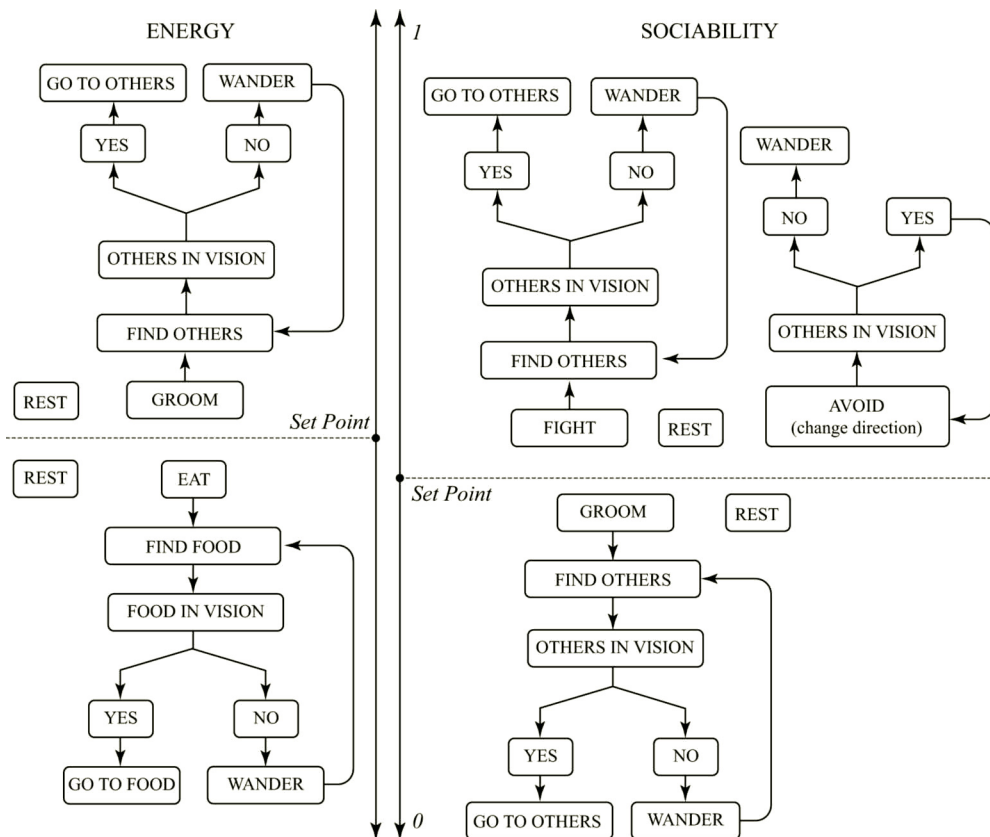 ENERGY
1
SOCIABILITY
GO TO OTHERS
WANDER
YES
NO
OTHERS IN VISION
FIND OTHERS
GROOM
REST
Set Point
REST
EAT
FIND FOOD
FOOD IN VISION
YES
NO
GO TO FOOD
WANDER
GO TO OTHERS
WANDER
YES
NO
OTHERS IN VISION
FIND OTHERS
FIGHT
REST
WANDER
NO
YES
OTHERS IN VISION
AVOID
(change direction)
Set Point
GROOM
REST
FIND OTHERS
OTHERS IN VISION
YES
NO
GO TO OTHERS
WANDER
0